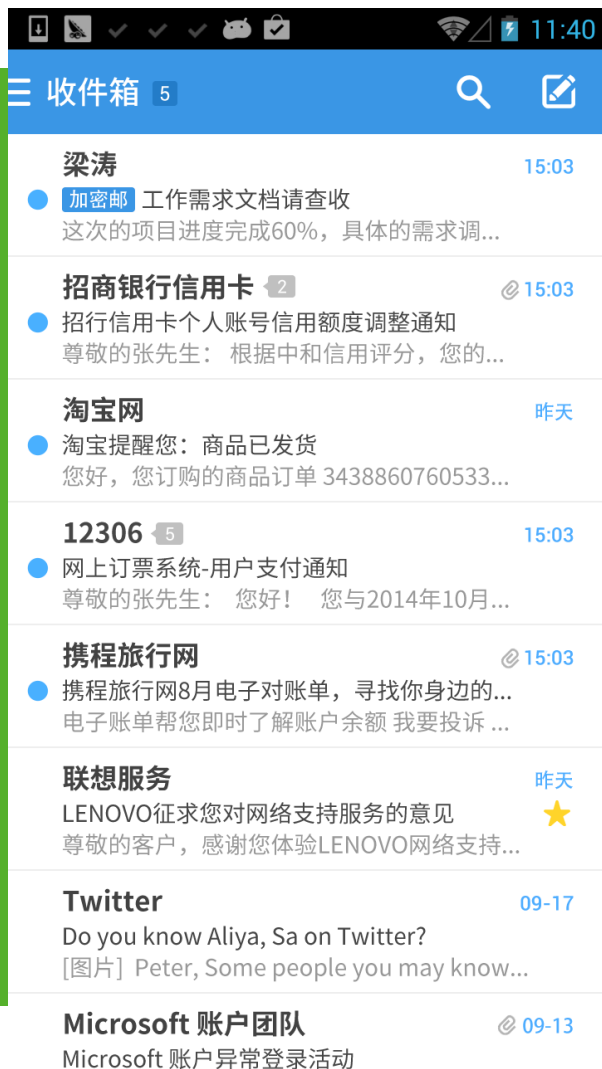 11:40
收件箱 5
梁涛 15:03
加密邮 工作需求文档请查收
这次的项目进度完成60%，具体的需求调...
招商银行信用卡 2 15:03
招行信用卡个人账号信用额度调整通知
尊敬的张先生： 根据中和信用评分，您的...
淘宝网 昨天
淘宝提醒您：商品已发货
您好，您订购的商品订单 3438860760533...
12306 5 15:03
网上订票系统-用户支付通知
尊敬的张先生： 您好！ 您与2014年10月...
携程旅行网 15:03
携程旅行网8月电子对账单，寻找你身边的...
电子账单帮您即时了解账户余额 我要投诉 ...
联想服务 昨天
LENOVO征求您对网络支持服务的意见
尊敬的客户，感谢您体验LENOVO网络支持...
Twitter 09-17
Do you know Aliya, Sa on Twitter?
[图片] Peter, Some people you may know...
Microsoft 账户团队 09-13
Microsoft 账户异常登录活动